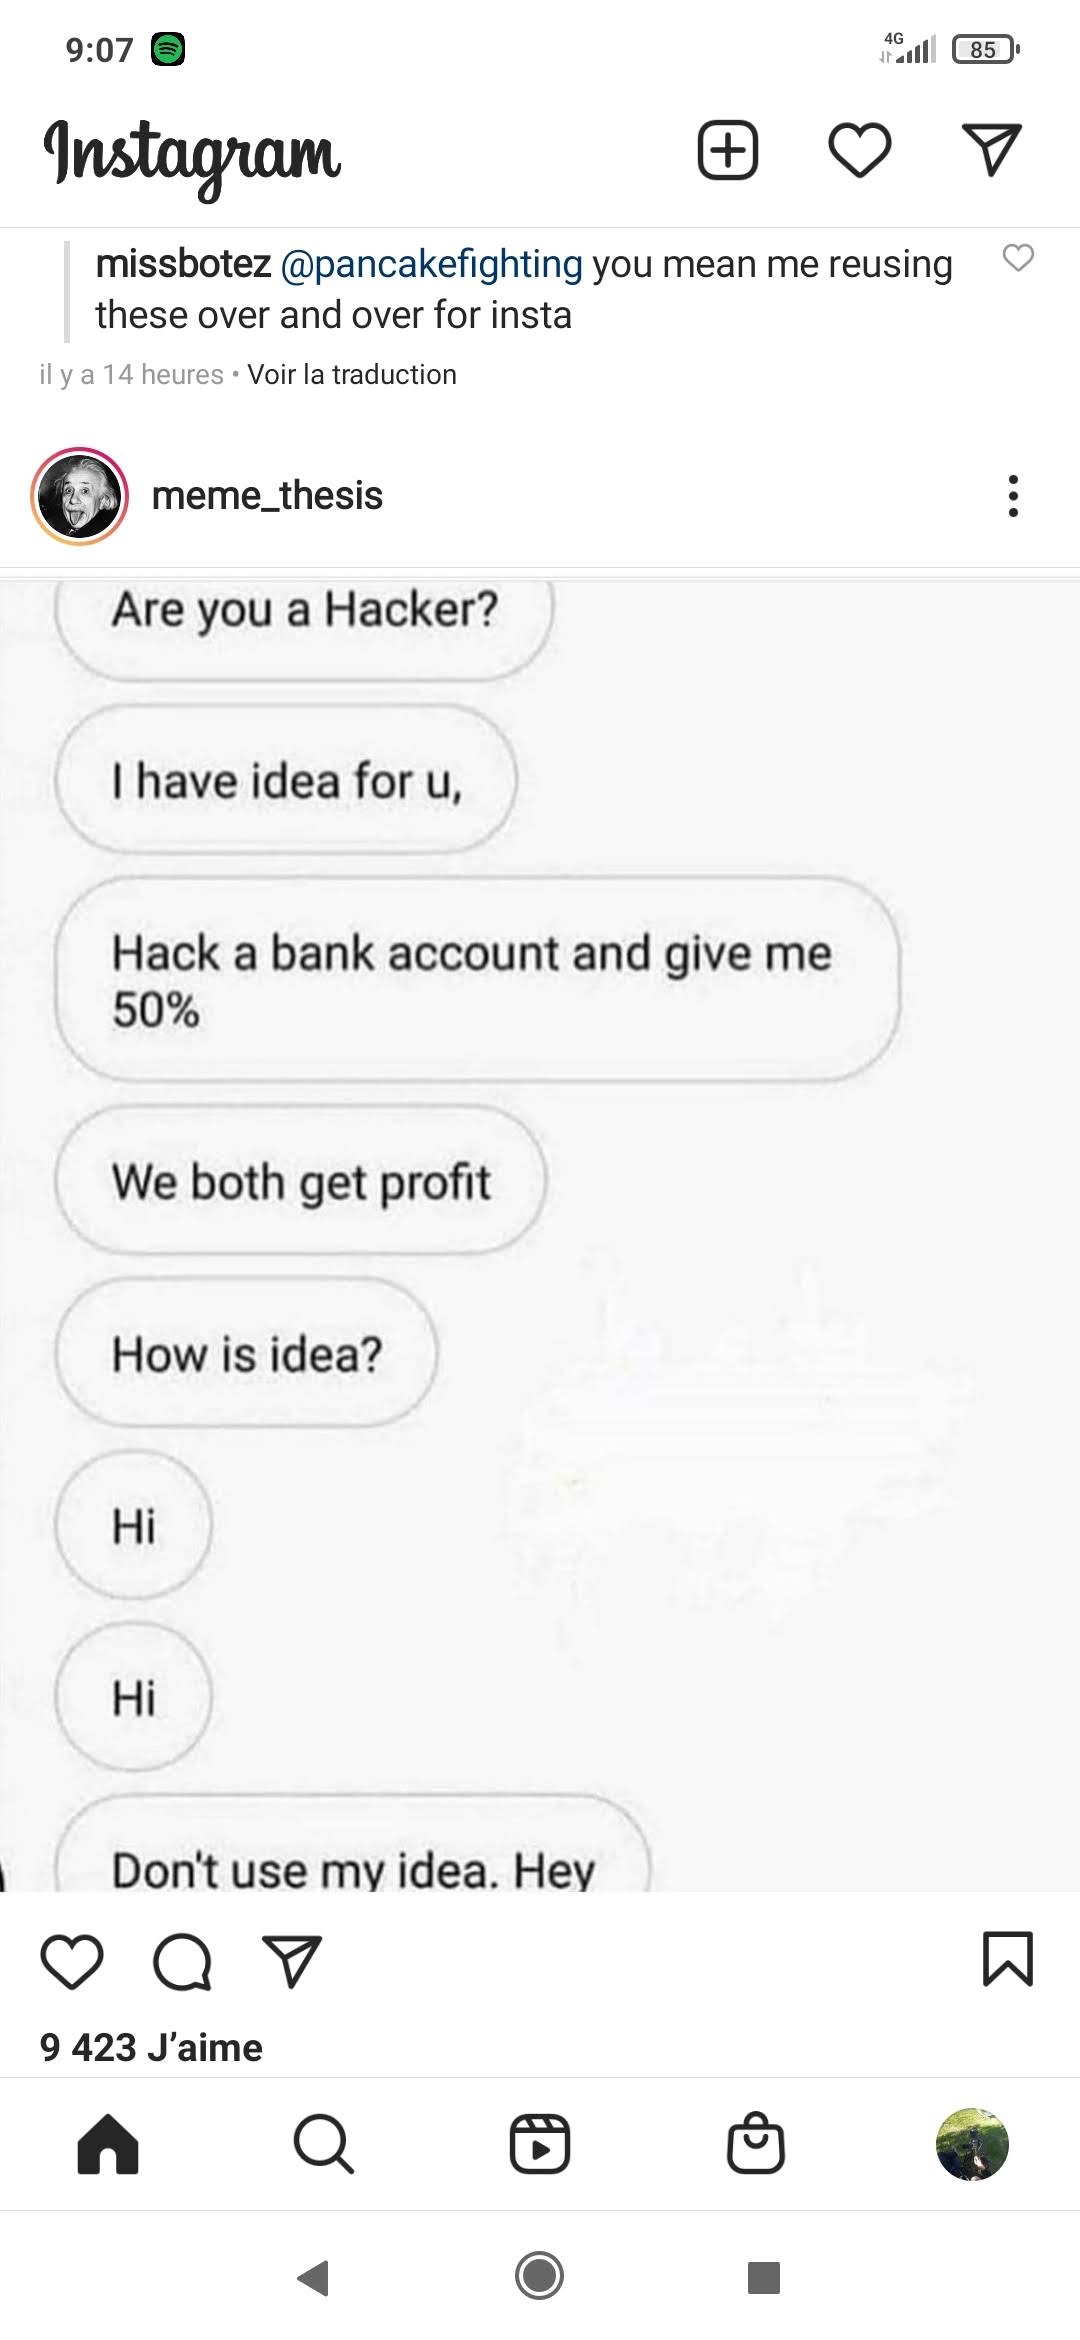 9:07
4G
85
Instagram
missbotez @pancakefighting you mean me reusing
these over and over for insta
il y a 14 heures • Voir la traduction
meme_thesis
Are you a Hacker?
I have idea for u,
Hack a bank account and give me
50%
We both get profit
How is idea?
Hi
Hi
Don't use my idea. Hey
9 423 J’aime